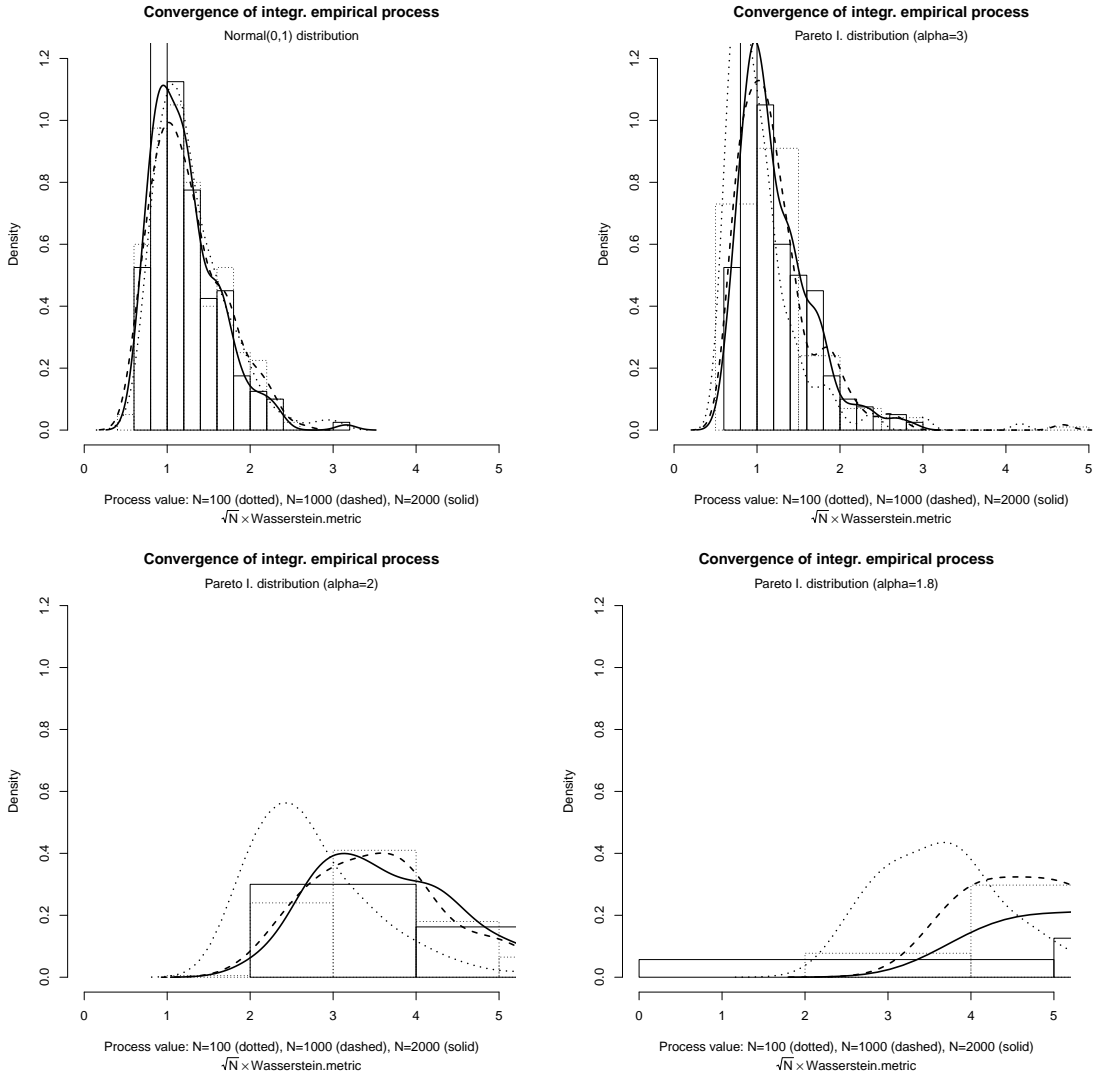 Convergence of integr. empirical process
Normal(0,1) distribution
Density
0.0 0.2 0.4 0.6 0.8 1.0 1.2
0 1 2 3 4 5
Process value: N=100 (dotted), N=1000 (dashed), N=2000 (solid)
√N × Wasserstein.metric
Convergence of integr. empirical process
Pareto I. distribution (alpha=3)
Density
0.0 0.2 0.4 0.6 0.8 1.0 1.2
0 1 2 3 4 5
Process value: N=100 (dotted), N=1000 (dashed), N=2000 (solid)
√N × Wasserstein.metric
Convergence of integr. empirical process
Pareto I. distribution (alpha=2)
Density
0.0 0.2 0.4 0.6 0.8 1.0 1.2
0 1 2 3 4 5
Process value: N=100 (dotted), N=1000 (dashed), N=2000 (solid)
√N × Wasserstein.metric
Convergence of integr. empirical process
Pareto I. distribution (alpha=1.8)
Density
0.0 0.2 0.4 0.6 0.8 1.0 1.2
0 1 2 3 4 5
Process value: N=100 (dotted), N=1000 (dashed), N=2000 (solid)
√N × Wasserstein.metric